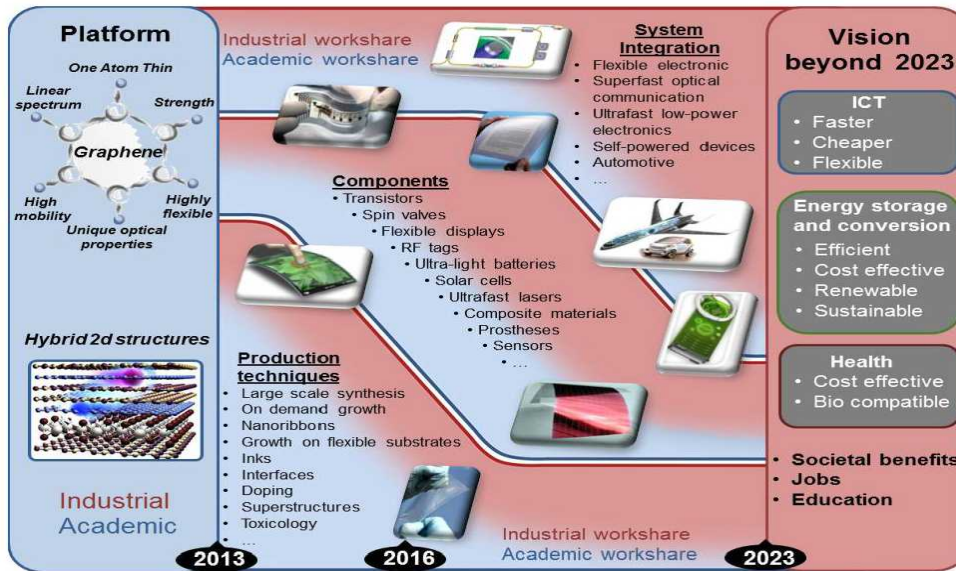 Platform
One Atom Thin
Linear
spectrum
Strength
Graphene
High
mobility
Highly
flexible
Unique optical
properties
Hybrid 2d structures
Industrial
Academic
Industrial workshare
Academic workshare
System
Integration
• Flexible electronic
• Superfast optical
communication
• Ultrafast low-power
electronics
• Self-powered devices
• Automotive
• ...
Components
• Transistors
• Spin valves
• Flexible displays
• RF tags
• Ultra-light batteries
• Solar cells
• Ultrafast lasers
• Composite materials
• Prostheses
• Sensors
• ...
Production
techniques
• Large scale synthesis
• On demand growth
• Nanoribbons
• Growth on flexible substrates
• Inks
• Interfaces
• Doping
• Superstructures
• Toxicology
• ...
Industrial workshare
Academic workshare
2013
2016
2023
Vision
beyond 2023
ICT
• Faster
• Cheaper
• Flexible
Energy storage
and conversion
• Efficient
• Cost effective
• Renewable
• Sustainable
Health
• Cost effective
• Bio compatible
• Societal benefits
• Jobs
• Education